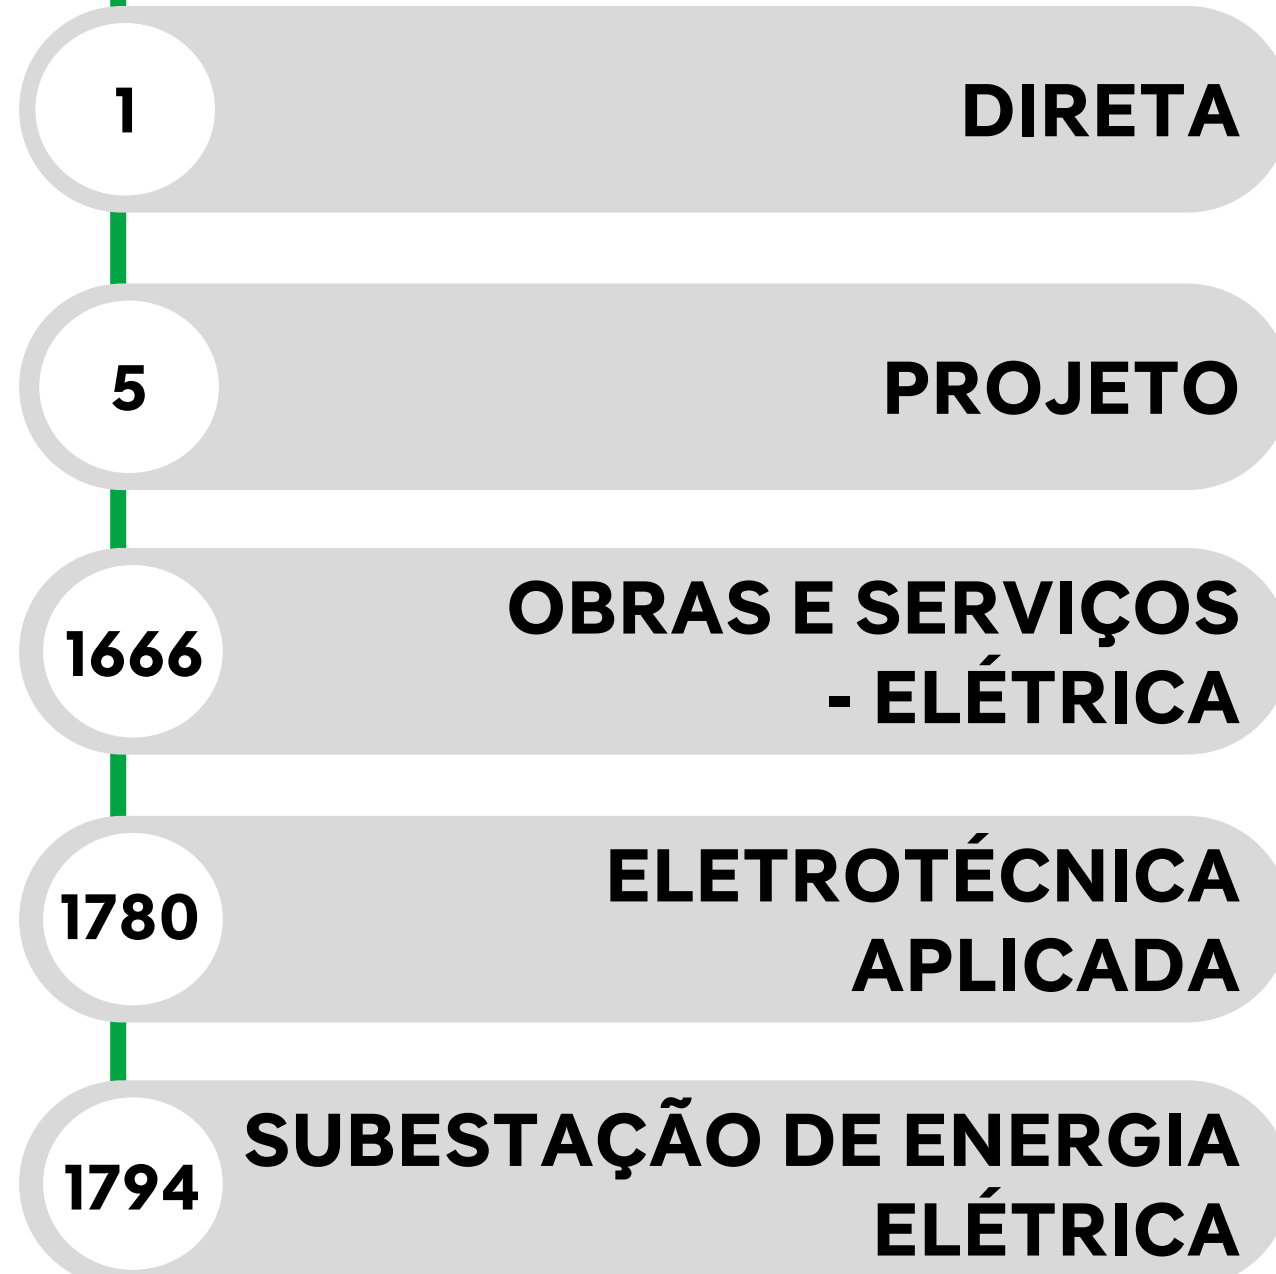 1
DIRETA
5
PROJETO
1666
OBRAS E SERVIÇOS
- ELÉTRICA
1780
ELETROTÉCNICA
APLICADA
1794
SUBESTAÇÃO DE ENERGIA
ELÉTRICA